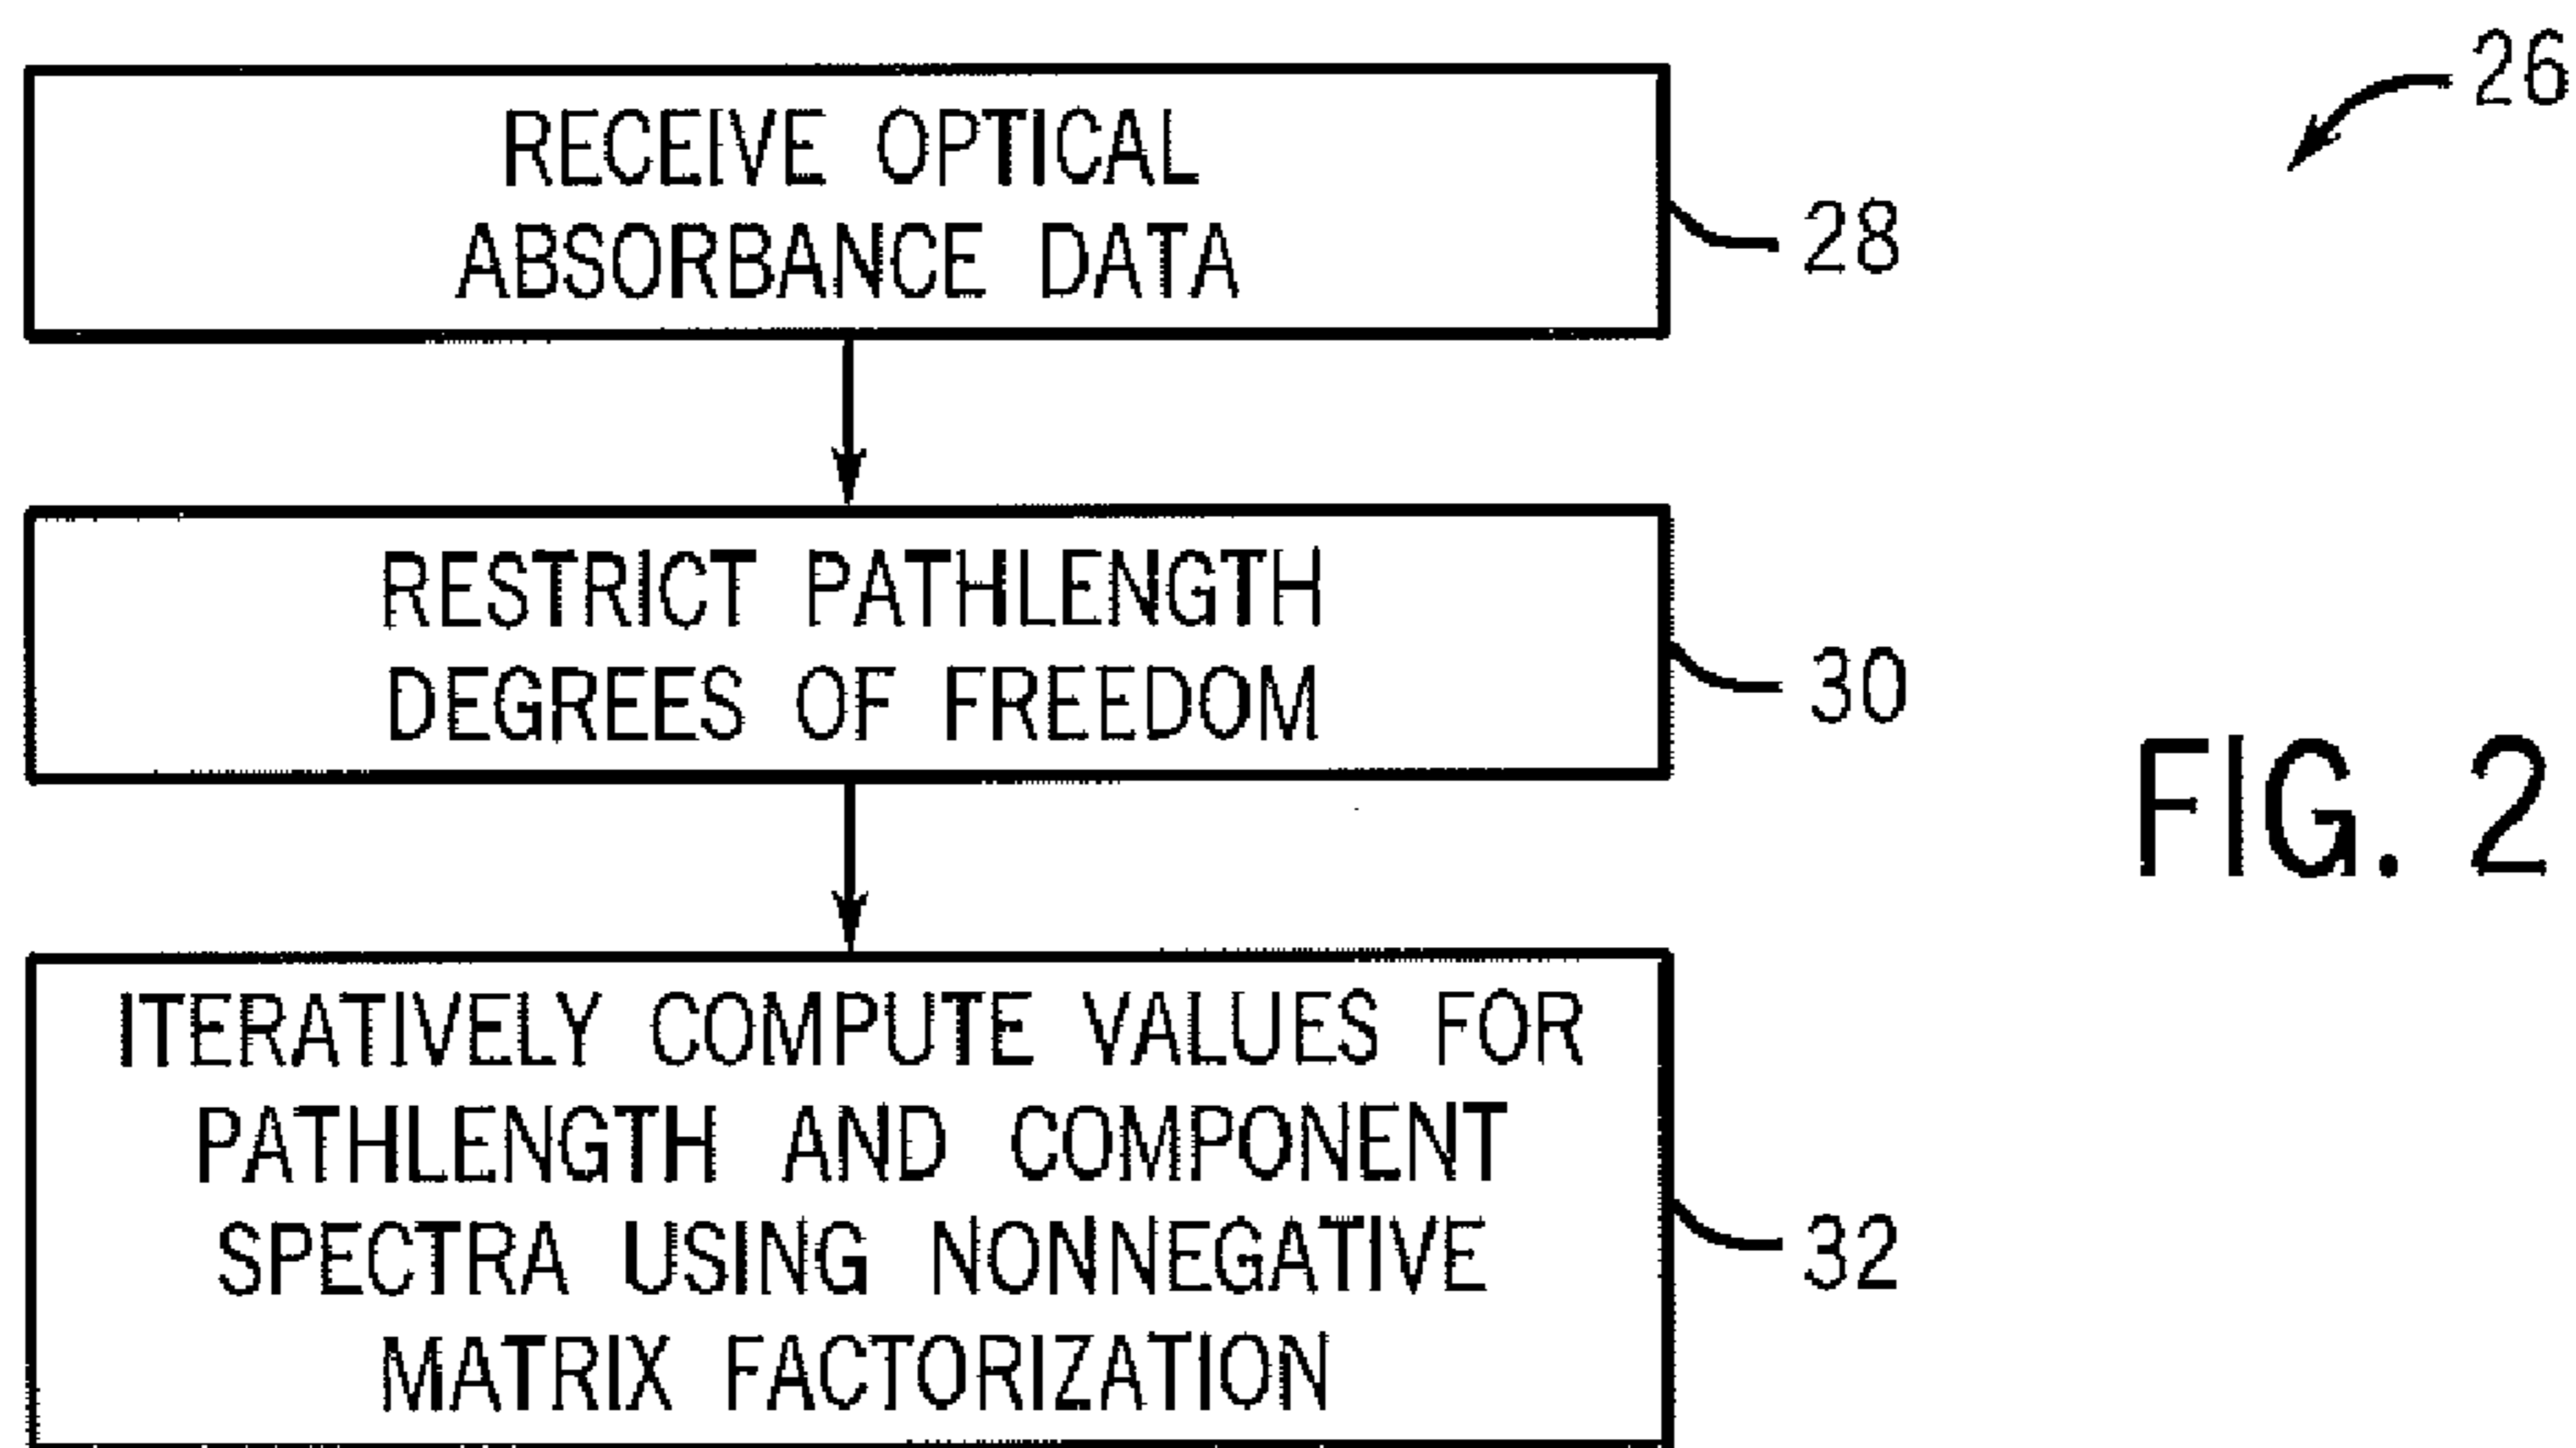 26
RECEIVE OPTICAL
ABSORBANCE DATA
28
RESTRICT PATHLENGTH
DEGREES OF FREEDOM
30
FIG. 2
ITERATIVELY COMPUTE VALUES FOR
PATHLENGTH AND COMPONENT
SPECTRA USING NONNEGATIVE
MATRIX FACTORIZATION
32